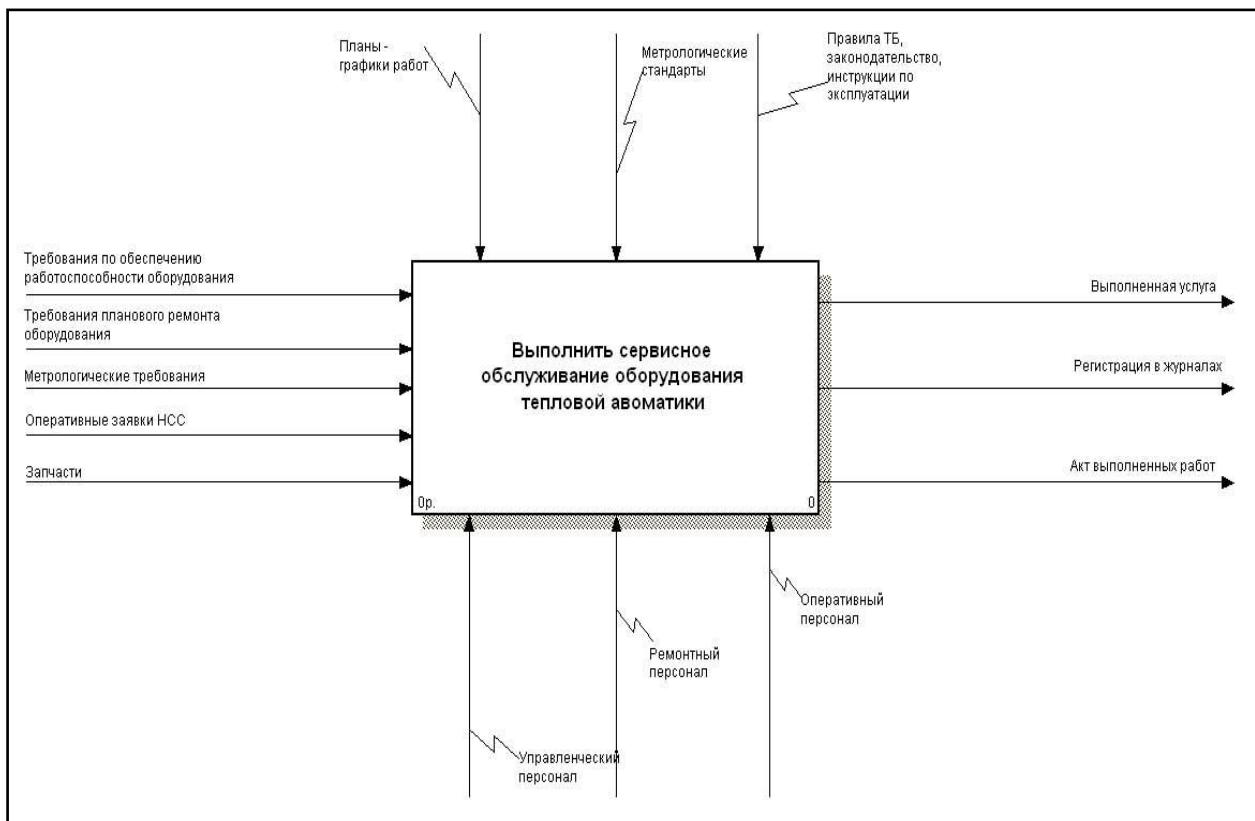 Планы -
графики работ
Метрологические
стандарты
Правила ТБ,
законодательство,
инструкции по
эксплуатации
Требования по обеспечению
работоспособности оборудования
Требования планового ремонта
оборудования
Метрологические требования
Оперативные заявки НСС
Запчасти
Выполнить сервисное
обслуживание оборудования
тепловой авоматики
0р.
0
Выполненная услуга
Регистрация в журналах
Акт выполненных работ
Оперативный
персонал
Ремонтный
персонал
Управленческий
персонал